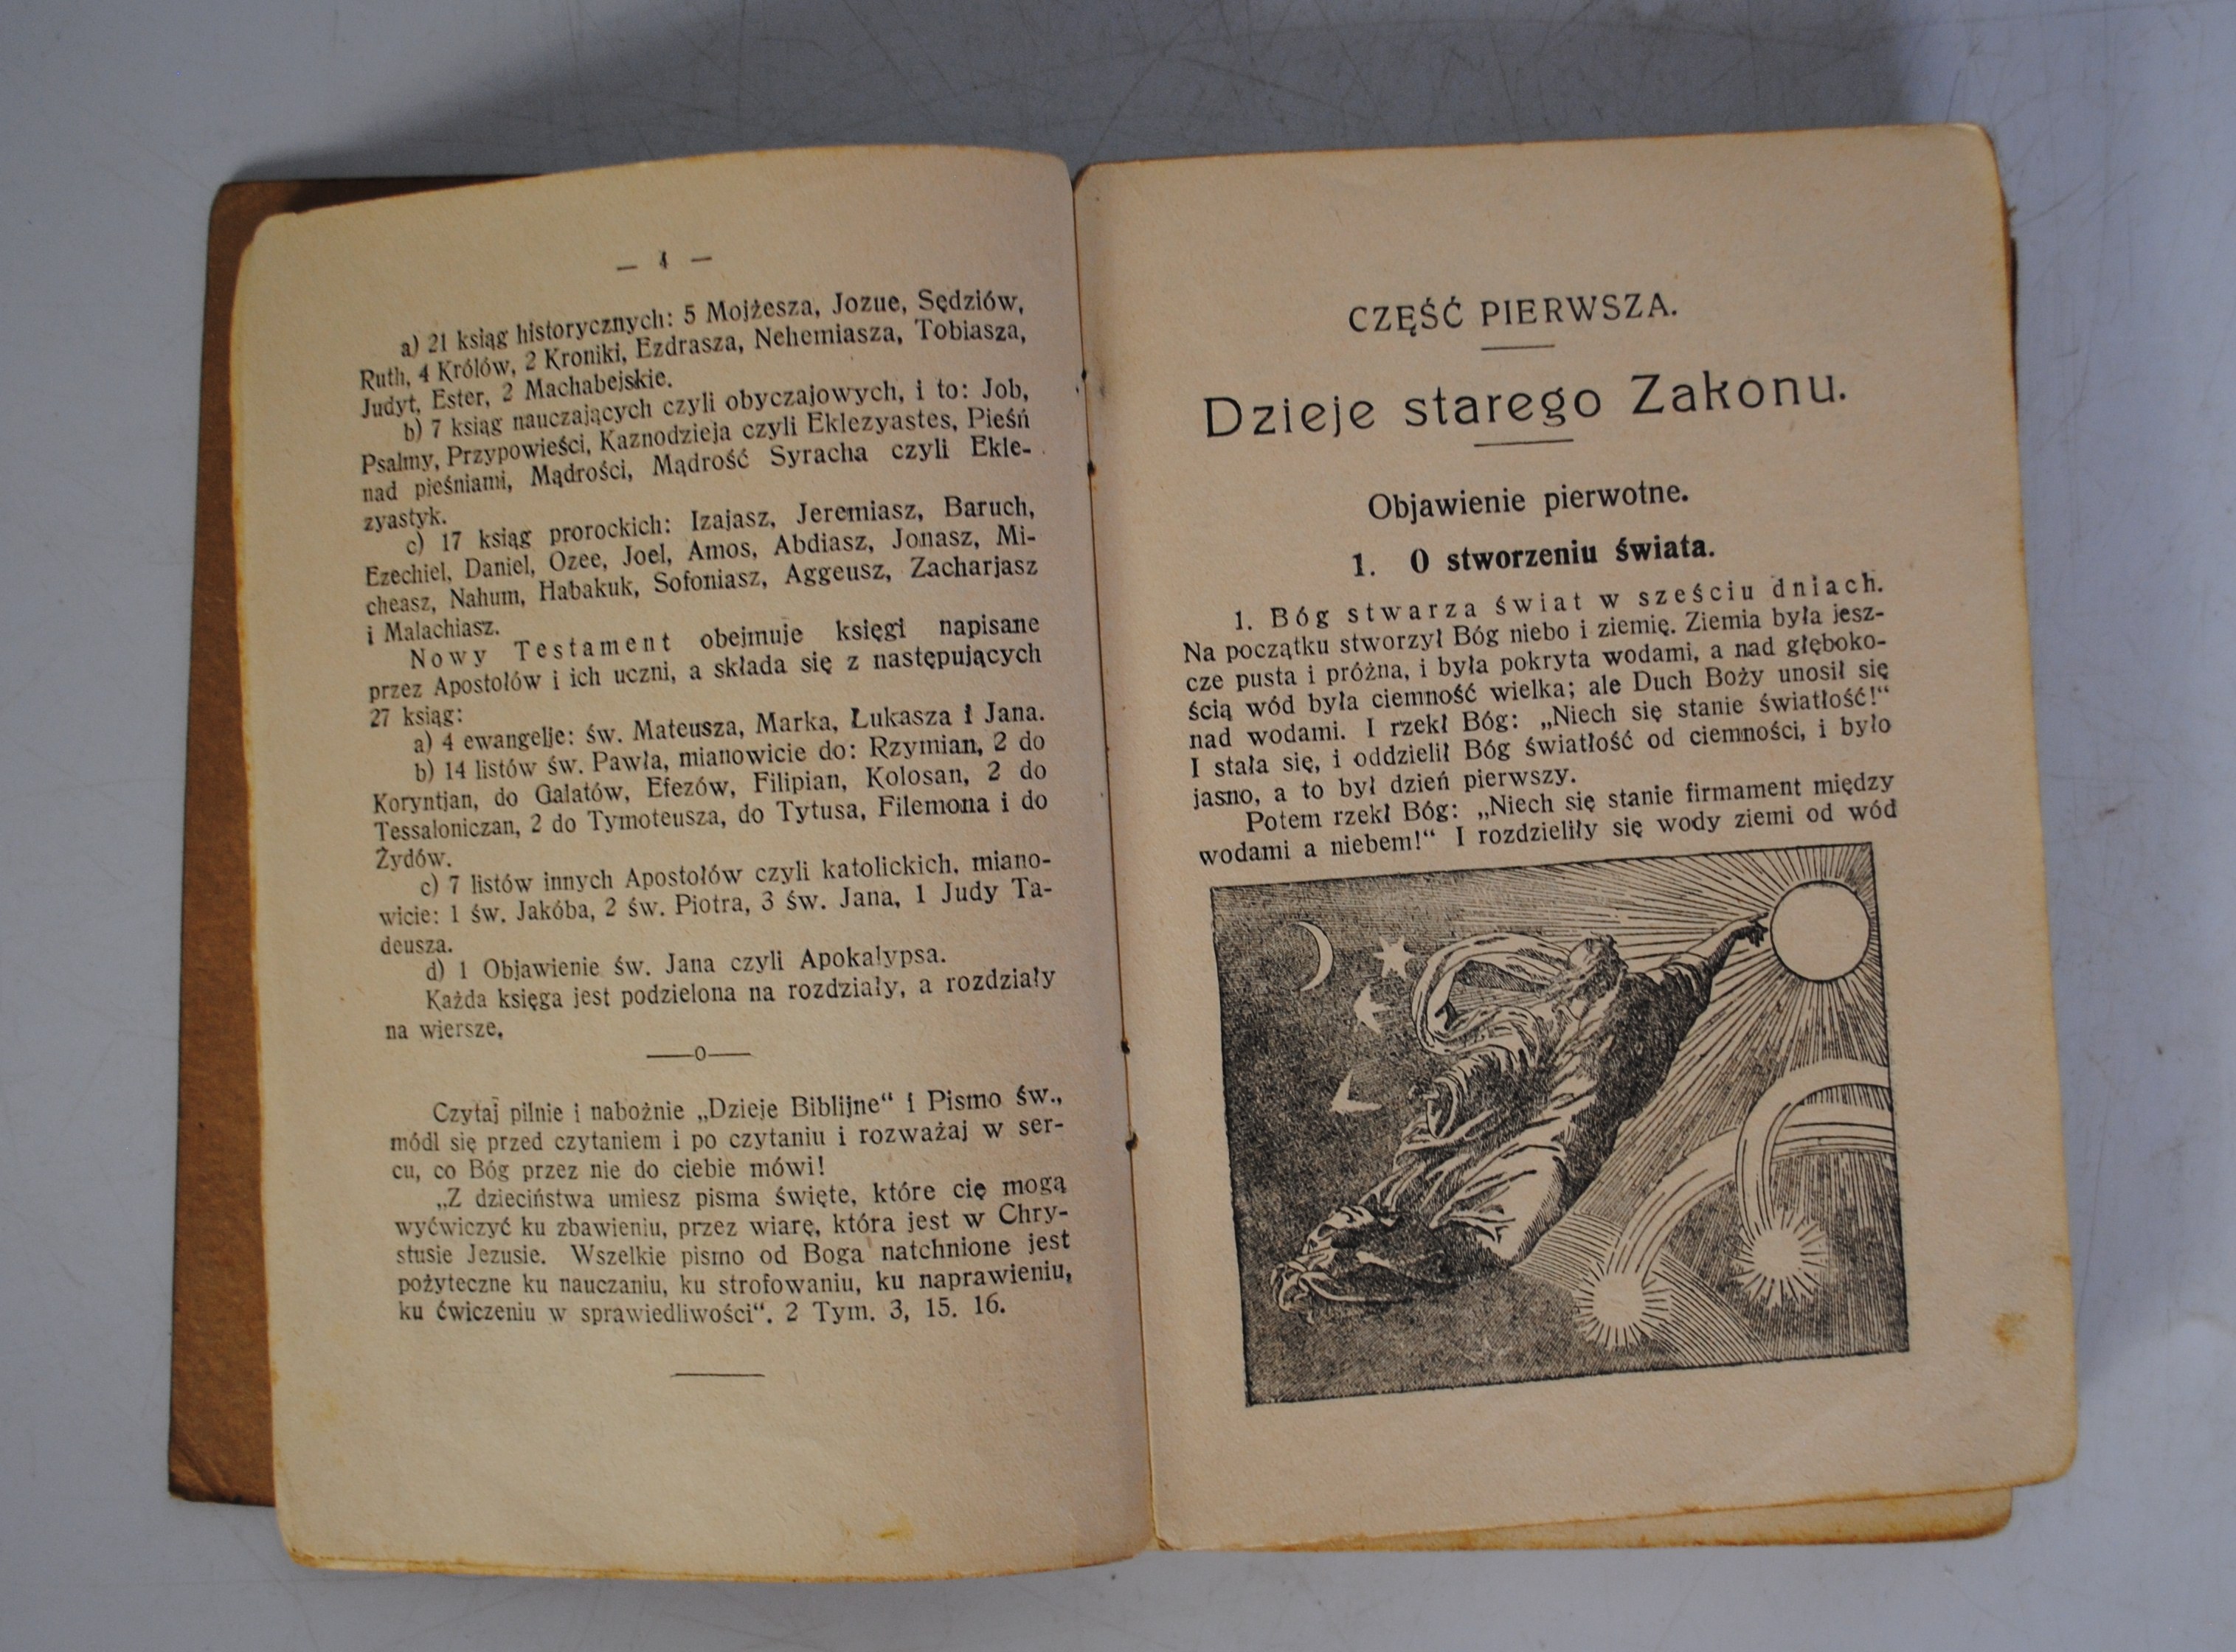 — 4 —
a) 21 ksiąg historycznych: 5 Mojżesza, Jozue, Sędziów,
Ruth, 4 Królów, 2 Kroniki, Ezdrasza, Nehemiasza, Tobiasza,
Judyt, Ester, 2 Machabejskie.
b) 7 ksiąg nauczających czyli obyczajowych, i to: Job,
Psalmy, Przypowieści, Kaznodzieja czyli Eklezyastes, Pieśń
nad pieśniami, Mądrości, Mądrość Syracha czyli Ekle-
zyastyk.
c) 17 ksiąg prorockich: Izajasz, Jeremiasz, Baruch,
Ezechiel, Daniel, Ozee, Joel, Amos, Abdiasz, Jonasz, Mi-
cheasz, Nahum, Habakuk, Sofoniasz, Aggeusz, Zacharjasz
i Malachiasz.
Nowy Testament obejmuje księgi napisane
przez Apostołów i ich uczni, a składa się z następujących
27 ksiąg:
a) 4 ewangelje: św. Mateusza, Marka, Łukasza i Jana.
b) 14 listów św. Pawła, mianowicie do: Rzymian, 2 do
Koryntjan, do Galatów, Efezów, Filipian, Kolosan, 2 do
Tessaloniczan, 2 do Tymoteusza, do Tytusa, Filemona i do
Żydów.
c) 7 listów innych Apostołów czyli katolickich, miano-
wicie: 1 św. Jakóba, 2 św. Piotra, 3 św. Jana, 1 Judy Ta-
deusza.
d) 1 Objawienie św. Jana czyli Apokalypsa.
Każda księga jest podzielona na rozdziały, a rozdziały
na wiersze.
—o—
Czytaj pilnie i nabożnie „Dzieje Biblijne“ i Pismo św.,
módl się przed czytaniem i po czytaniu i rozważaj w ser-
cu, co Bóg przez nie do ciebie mówi!
„Z dzieciństwa umiesz pisma święte, które cię mogą
wyćwiczyć ku zbawieniu, przez wiarę, która jest w Chry-
stusie Jezusie. Wszelkie pismo od Boga natchnione jest
pożyteczne ku nauczaniu, ku strofowaniu, ku naprawieniu,
ku ćwiczeniu w sprawiedliwości“. 2 Tym. 3, 15. 16.
CZĘŚĆ PIERWSZA.
Dzieje starego Zakonu.
Objawienie pierwotne.
1. O stworzeniu świata.
1. Bóg stwarza świat w sześciu dniach.
Na początku stworzył Bóg niebo i ziemię. Ziemia była jesz-
cze pusta i próżna, i była pokryta wodami, a nad głęboko-
ścią wód była ciemność wielka; ale Duch Boży unosił się
nad wodami. I rzekł Bóg: „Niech się stanie światłość!“
I stała się, i oddzielił Bóg światłość od ciemności, i było
jasno, a to był dzień pierwszy.
Potem rzekł Bóg: „Niech się stanie firmament między
wodami a niebem!“ I rozdzieliły się wody ziemi od wód